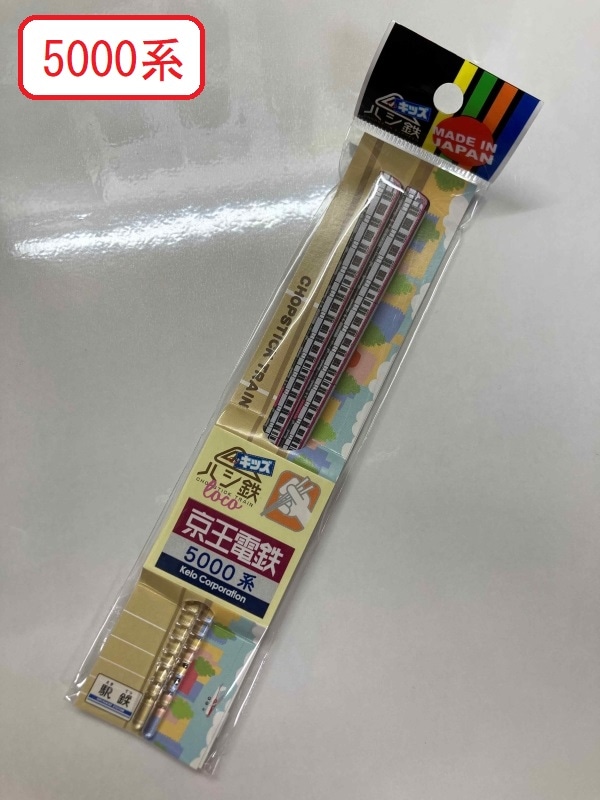 5000系
キッズ
ハシ鉄
MADE IN
JAPAN
CHOPSTICK TRAIN
キッズ
ハシ鉄
CHOPSTICK TRAIN
loco
京王電鉄
5000系
Keio Corporation
駅鉄